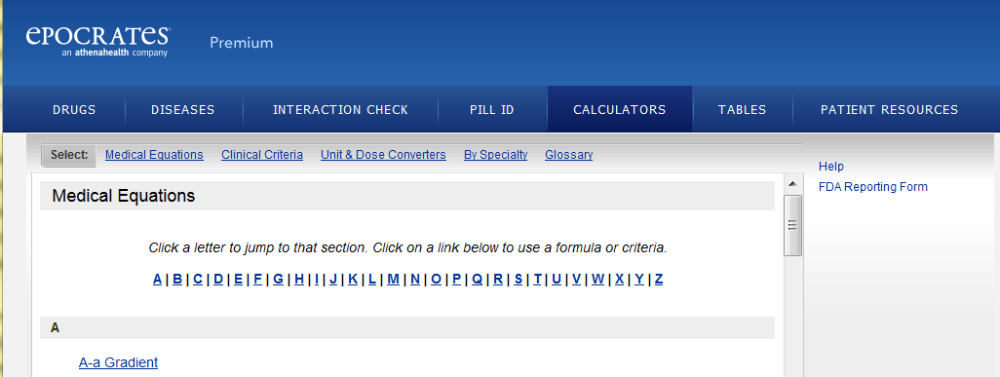 epocrates®
an athenahealth company
Premium
DRUGS DISEASES INTERACTION CHECK PILL ID CALCULATORS TABLES PATIENT RESOURCES
Select: Medical Equations Clinical Criteria Unit & Dose Converters By Specialty Glossary
Help
FDA Reporting Form
Medical Equations
Click a letter to jump to that section. Click on a link below to use a formula or criteria.
A | B | C | D | E | F | G | H | I | J | K | L | M | N | O | P | Q | R | S | T | U | V | W | X | Y | Z
A
A-a Gradient